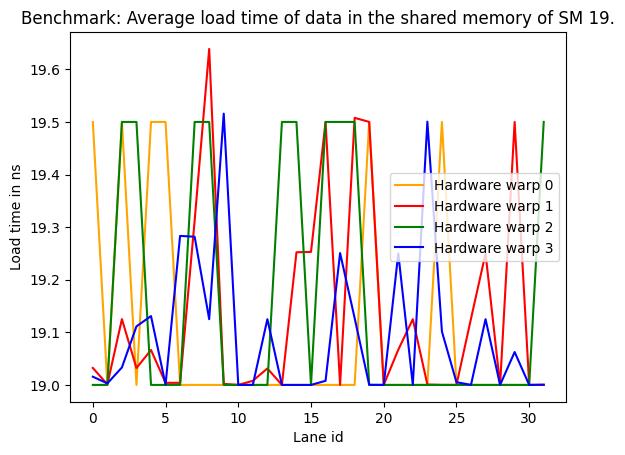 Benchmark: Average load time of data in the shared memory of SM 19.
Load time in ns
19.6
19.5
19.4
19.3
19.2
19.1
19.0
Hardware warp 0
Hardware warp 1
Hardware warp 2
Hardware warp 3
0 5 10 15 20 25 30
Lane id